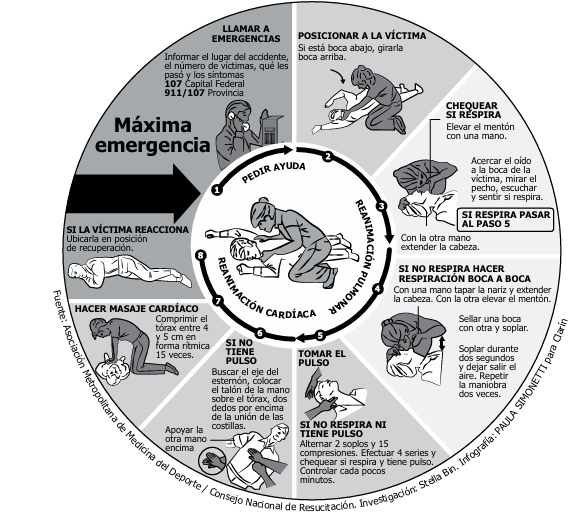 LLAMAR A
EMERGENCIAS
Informar el lugar del accidente,
el número de víctimas, qué les
pasó y los síntomas
107 Capital Federal
911/107 Provincia
Máxima
emergencia
POSICIONAR A LA VÍCTIMA
Si está boca abajo, girarla
boca arriba.
CHEQUEAR
SI RESPIRA
Elevar el mentón
con una mano.
Acercar el oído
a la boca de la
víctima, mirar el
pecho, escuchar
y sentir si respira.
SI RESPIRA PASAR
AL PASO 5
Con la otra mano
extender la cabeza.
SI NO RESPIRA HACER
RESPIRACIÓN BOCA A BOCA
Con una mano tapar la nariz y extender
la cabeza. Con la otra elevar el mentón.
Sellar una boca
con otra y soplar.
Soplar durante
dos segundos
y dejar salir el
aire. Repetir
la maniobra
dos veces.
TOMAR EL
PULSO
SI NO RESPIRA NI
TIENE PULSO
Alternar 2 soplos y 15
compresiones. Efectuar 4 series y
chequear si respira y tiene pulso.
Controlar cada pocos
minutos.
SI NO
TIENE
PULSO
Buscar el eje del
esternón, colocar
el talón de la mano
sobre el tórax, dos
dedos por encima
de la unión de las
costillas.
Apoyar la
otra mano
encima
HACER MASAJE CARDÍACO
Comprimir el
tórax entre 4
y 5 cm en
forma rítmica
15 veces.
SI LA VÍCTIMA REACCIONA
Ubicarla en posición
de recuperación.
PEDIR AYUDA
REANIMACIÓN PULMONAR
REANIMACIÓN CARDÍACA
1
2
3
4
5
6
7
8
Fuente: Asociación Metropolitana de Medicina del Deporte / Consejo Nacional de Resucitación. Investigación: Stella Bin. Infografía: PAULA SIMONETTI para Clarín